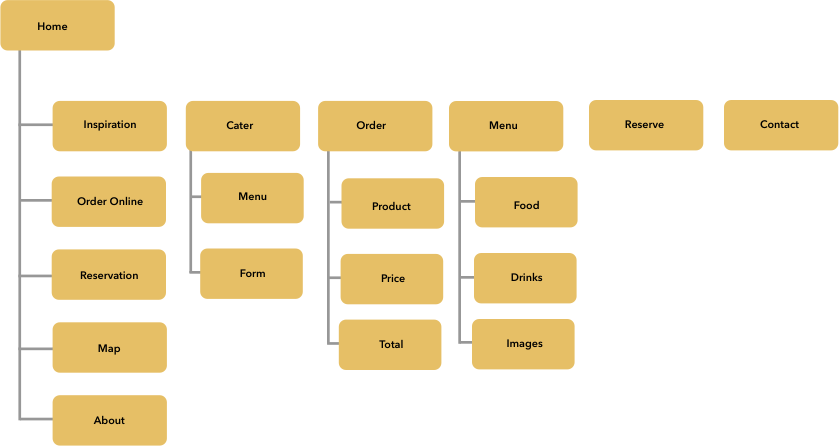 Home
Inspiration
Cater
Order
Menu
Reserve
Contact
Order Online
Menu
Product
Food
Reservation
Form
Price
Drinks
Map
Total
Images
About